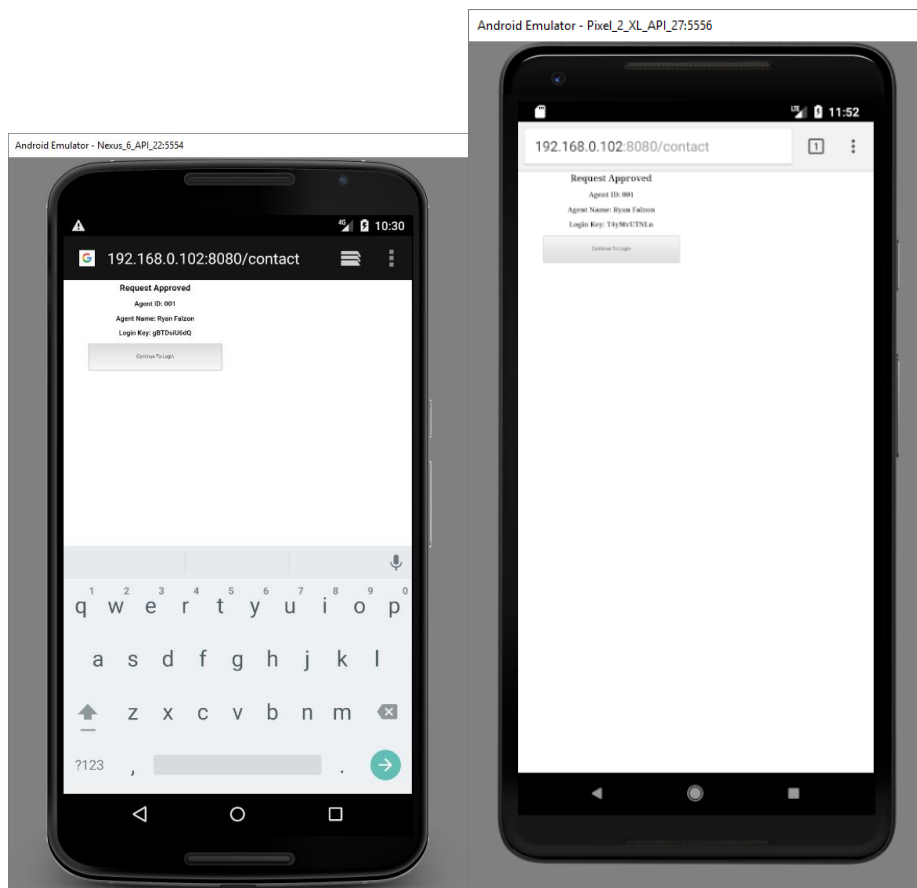 Android Emulator - Nexus_6_API_22:5554
4G 10:30
G 192.168.0.102:8080/contact
Request Approved
Agent ID: 001
Agent Name: Ryan Falzon
Login Key: gBTDsiU6dQ
Continue To Login
1 2 3 4 5 6 7 8 9 0
q w e r t y u i o p
a s d f g h j k l
z x c v b n m
?123 , .
Android Emulator - Pixel_2_XL_API_27:5556
LTE 11:52
192.168.0.102:8080/contact 1
Request Approved
Agent ID: 001
Agent Name: Ryan Falzon
Login Key: T4yMvUTNLn
Continue To Login